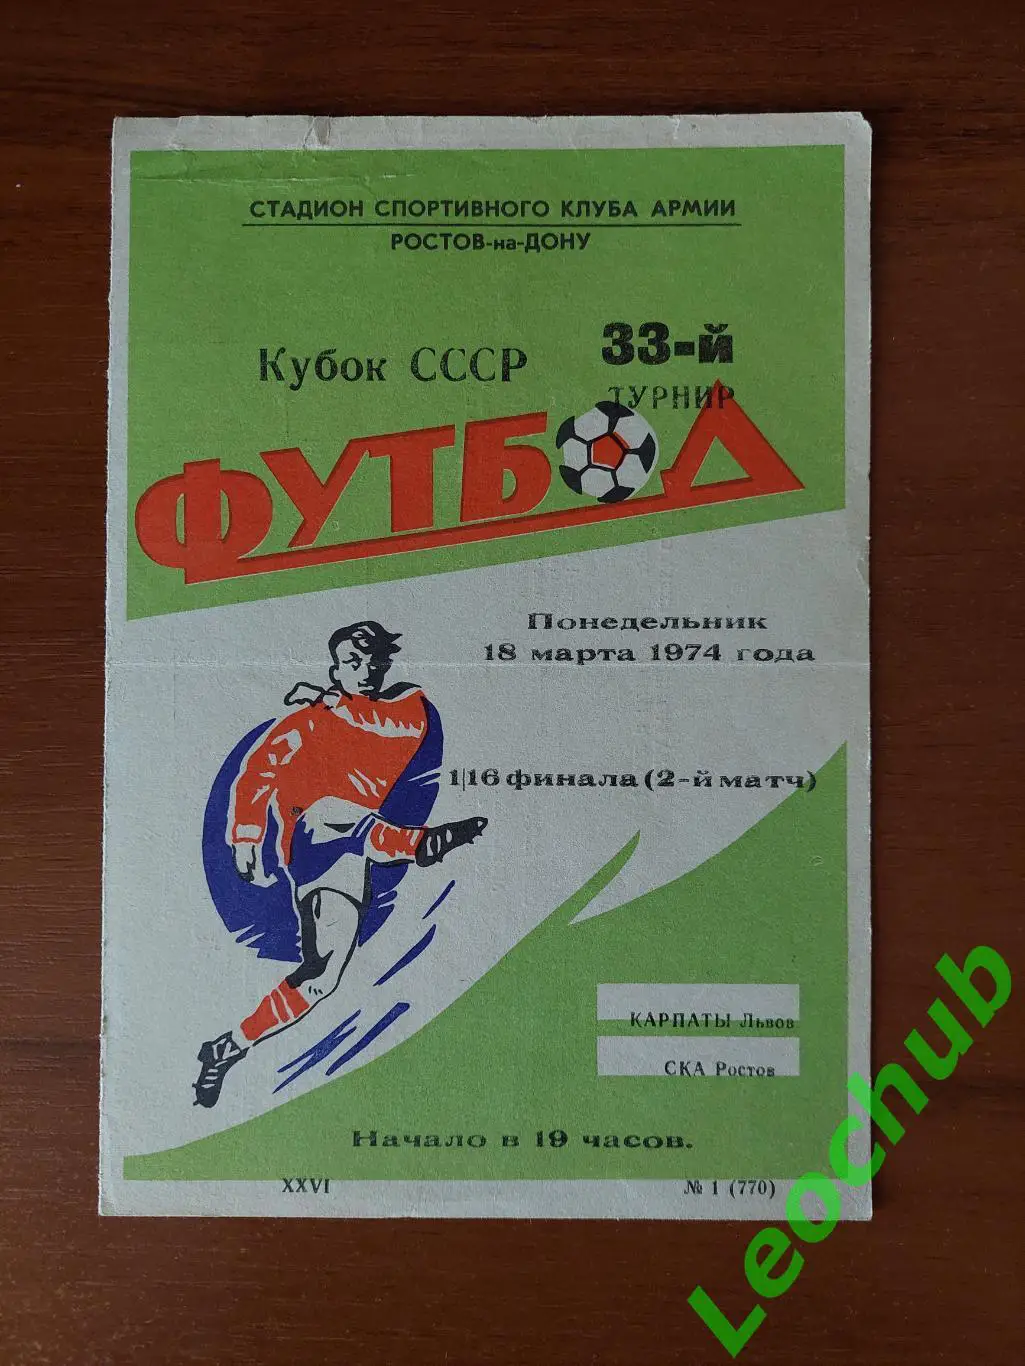 СТАДИОН СПОРТИВНОГО КЛУБА АРМИИ
РОСТОВ-на-ДОНУ
Кубок СССР
33-й
ТУРНИР
ФУТБОЛ
Понедельник
18 марта 1974 года
1|16 финала (2-й матч)
КАРПАТЫ Львов
СКА Ростов
Начало в 19 часов.
XXVI
№ 1 (770)
Leochub